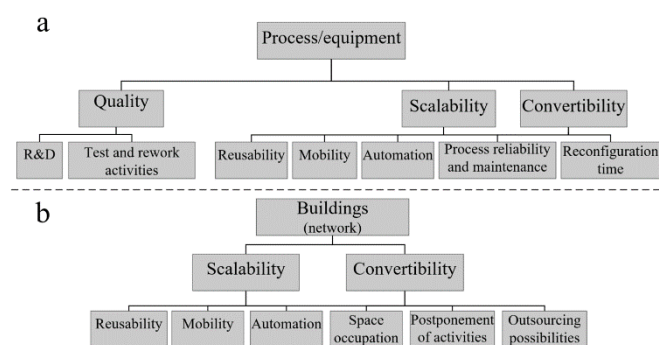 a
Process/equipment
Quality
Scalability
Convertibility
R&D
Test and rework
activities
Reusability
Mobility
Automation
Process reliability
and maintenance
Reconfiguration
time
b
Buildings
(network)
Scalability
Convertibility
Reusability
Mobility
Automation
Space
occupation
Postponement
of activities
Outsourcing
possibilities